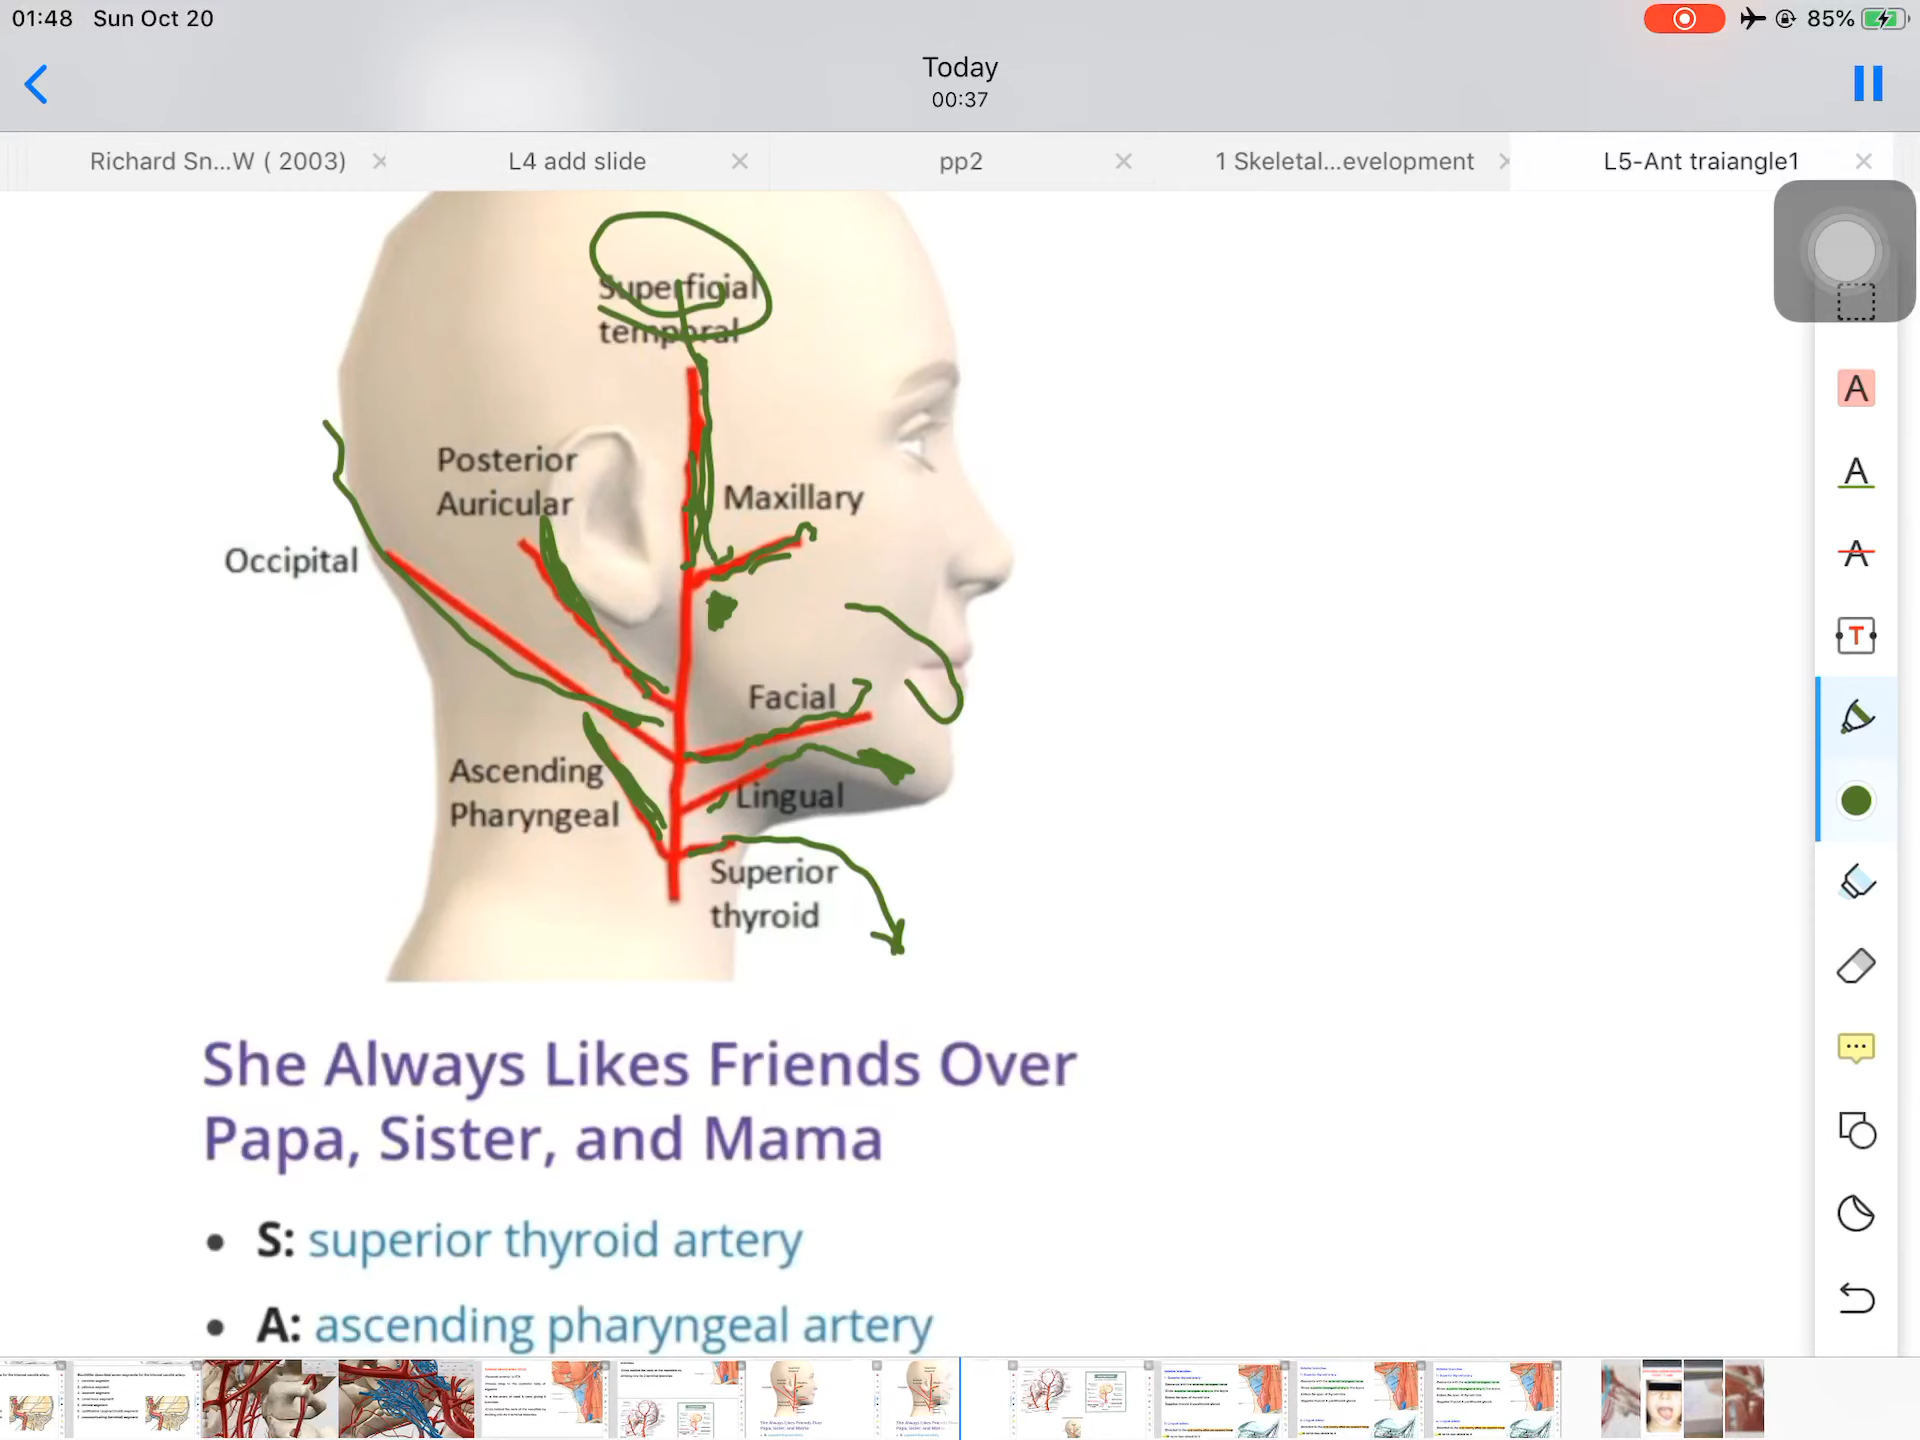 01:48 Sun Oct 20
85%
Today
00:37
Richard Sn...W ( 2003)
L4 add slide
pp2
1 Skeletal...evelopment
L5-Ant traiangle1
Superficial
temporal
Posterior
Auricular
Maxillary
Occipital
Facial
Ascending
Pharyngeal
Lingual
Superior
thyroid
She Always Likes Friends Over
Papa, Sister, and Mama
• S: superior thyroid artery
• A: ascending pharyngeal artery
A
A
A
T